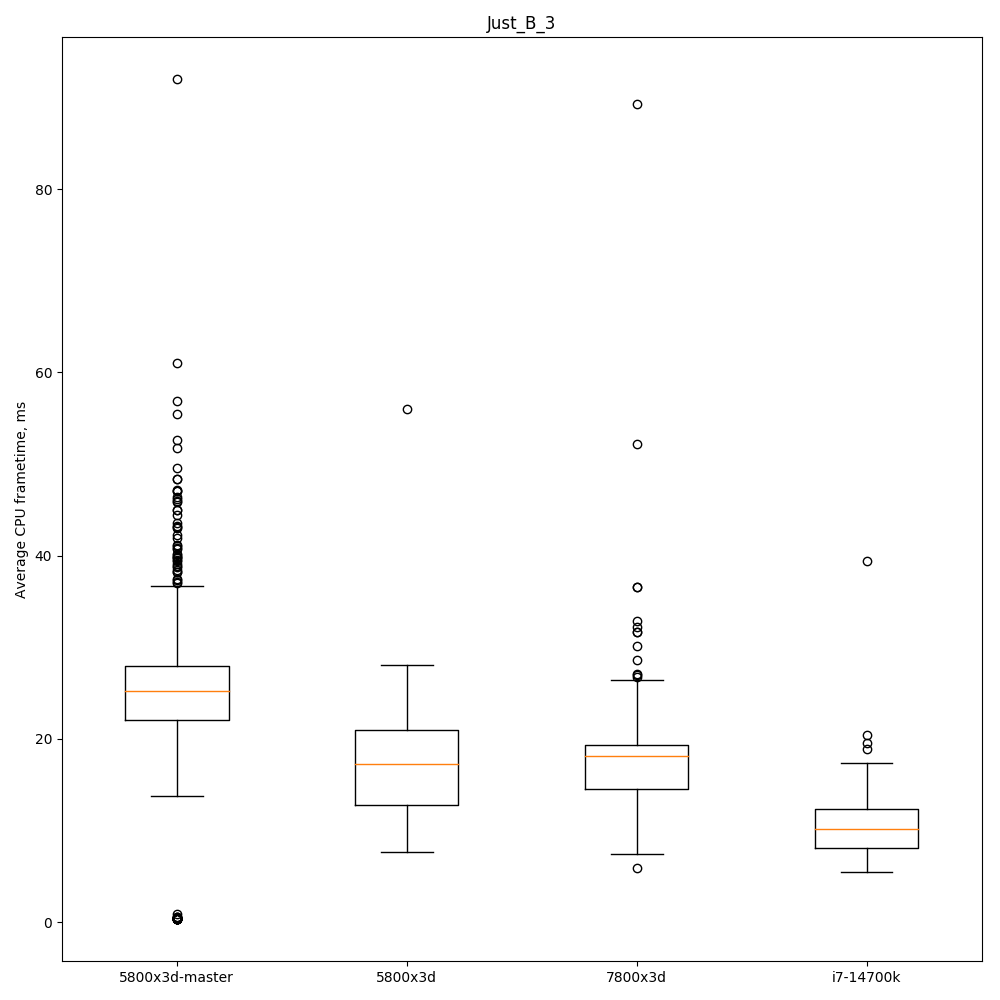 Just_B_3
Average CPU frametime, ms
80
60
40
20
0
5800x3d-master
5800x3d
7800x3d
i7-14700k